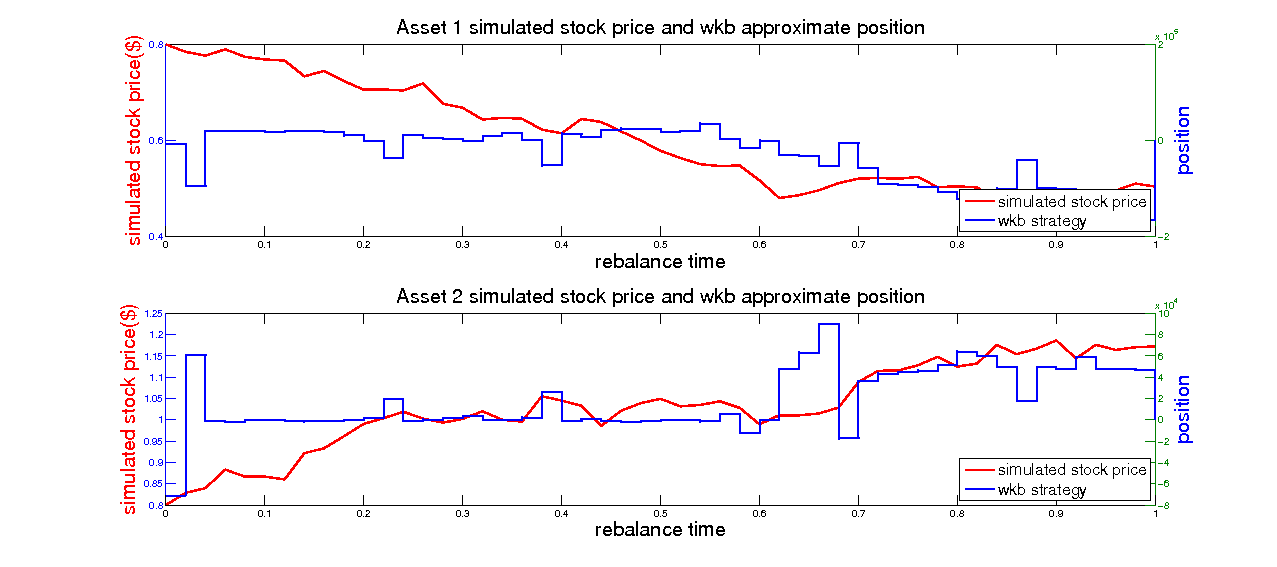 Asset 1 simulated stock price and wkb approximate position
simulated stock price($)
0.8
0.6
0.4
x 10^5
2
0
-2
position
simulated stock price
wkb strategy
0 0.1 0.2 0.3 0.4 0.5 0.6 0.7 0.8 0.9 1
rebalance time
Asset 2 simulated stock price and wkb approximate position
simulated stock price($)
1.25
1.2
1.15
1.1
1.05
1
0.95
0.9
0.85
0.8
x 10^4
10
8
6
4
2
0
-2
-4
-6
-8
position
simulated stock price
wkb strategy
0 0.1 0.2 0.3 0.4 0.5 0.6 0.7 0.8 0.9 1
rebalance time